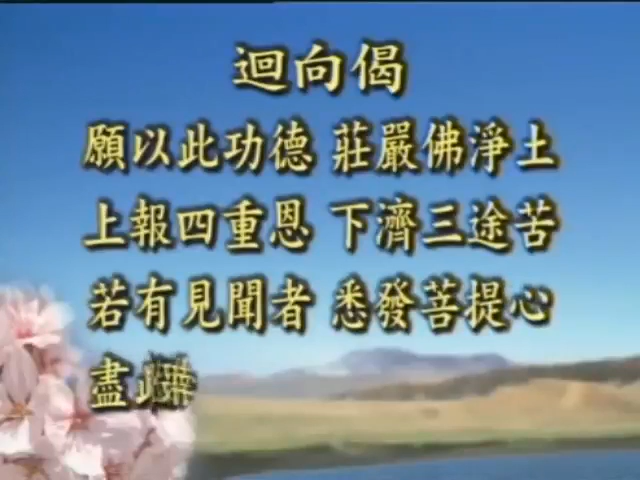 迴向偈
願以此功德 莊嚴佛淨土
上報四重恩 下濟三途苦
若有見聞者 悉發菩提心
盡此